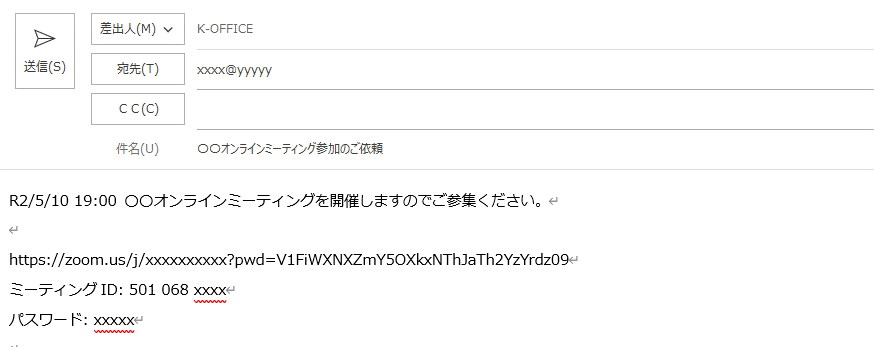 送信(S)
差出人(M)
K-OFFICE
宛先(T)
xxxx@yyyyy
ＣＣ(C)
件名(U)
〇〇オンラインミーティング参加のご依頼
R2/5/10 19:00 〇〇オンラインミーティングを開催しますのでご参集ください。
https://zoom.us/j/xxxxxxxxxx?pwd=V1FiWXNXZmY5OXkxNThJaTh2YzYrdz09
ミーティング ID: 501 068 xxxx
パスワード: xxxxx